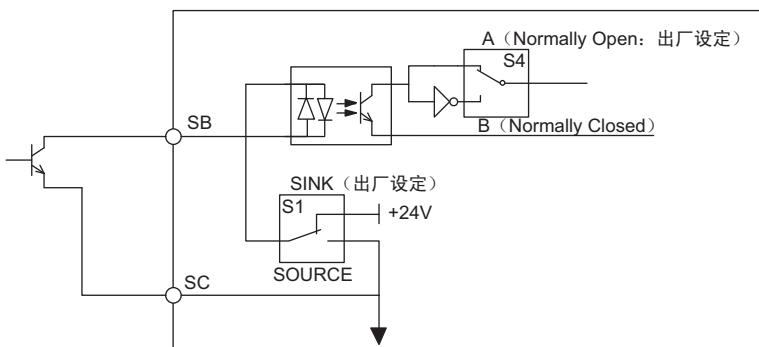 A（Normally Open：出厂设定）
S4
SB
B（Normally Closed）
SINK（出厂设定）
S1
+24V
SOURCE
SC